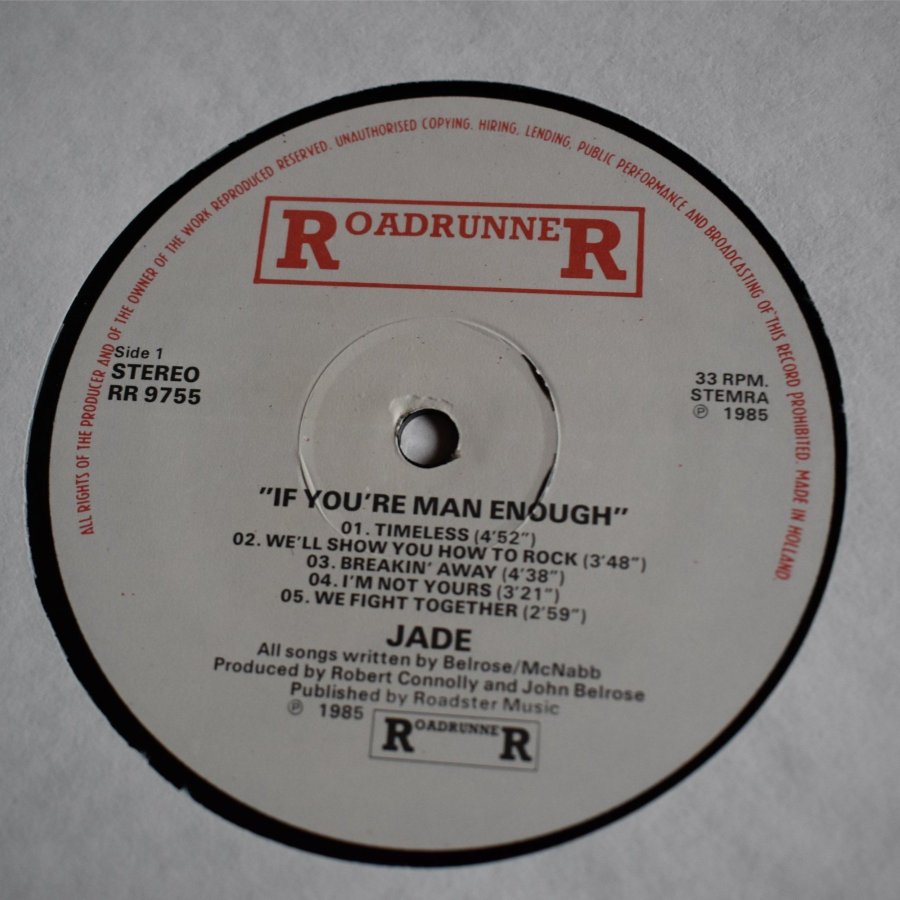 ALL RIGHTS OF THE PRODUCER AND OF THE OWNER OF THE WORK REPRODUCED RESERVED. UNAUTHORISED COPYING, HIRING, LENDING, PUBLIC PERFORMANCE AND BROADCASTING OF THIS RECORD PROHIBITED. MADE IN HOLLAND
ROADRUNNER
Side 1
STEREO
RR 9755
33 RPM.
STEMRA
℗ 1985
"IF YOU'RE MAN ENOUGH"
01. TIMELESS (4'52")
02. WE'LL SHOW YOU HOW TO ROCK (3'48")
03. BREAKIN' AWAY (4'38")
04. I'M NOT YOURS (3'21")
05. WE FIGHT TOGETHER (2'59")
JADE
All songs written by Belrose/McNabb
Produced by Robert Connolly and John Belrose
Published by Roadster Music
℗ 1985
ROADRUNNER